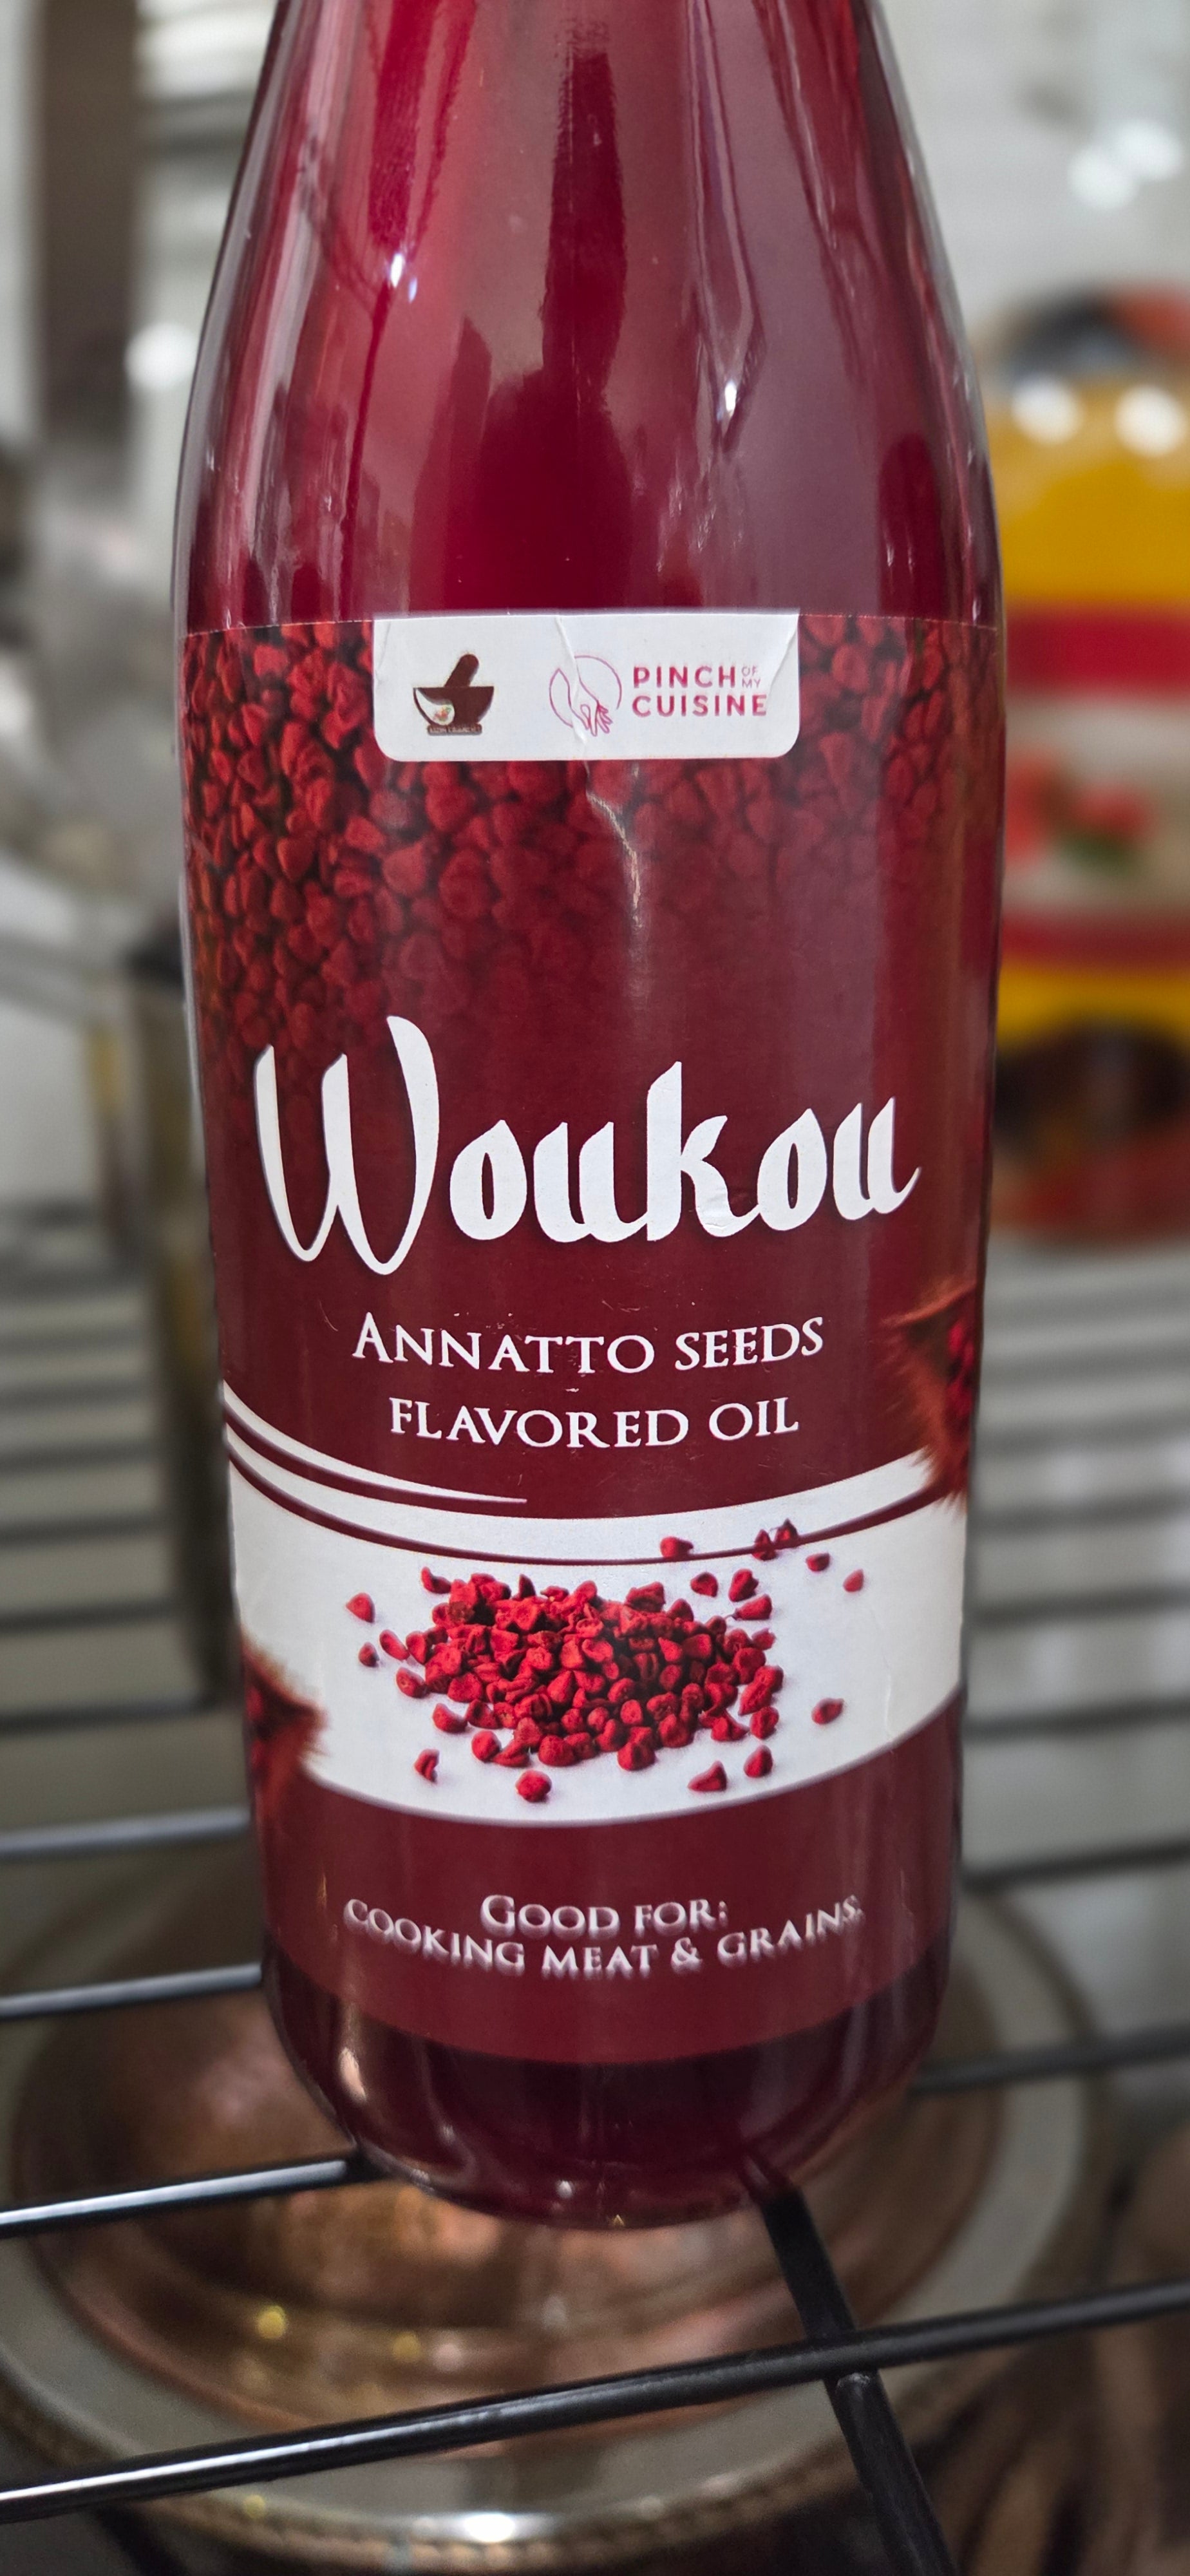 PINCH OF MY
CUISINE
Woukou
ANNATTO SEEDS
FLAVORED OIL
GOOD FOR:
COOKING MEAT & GRAINS.